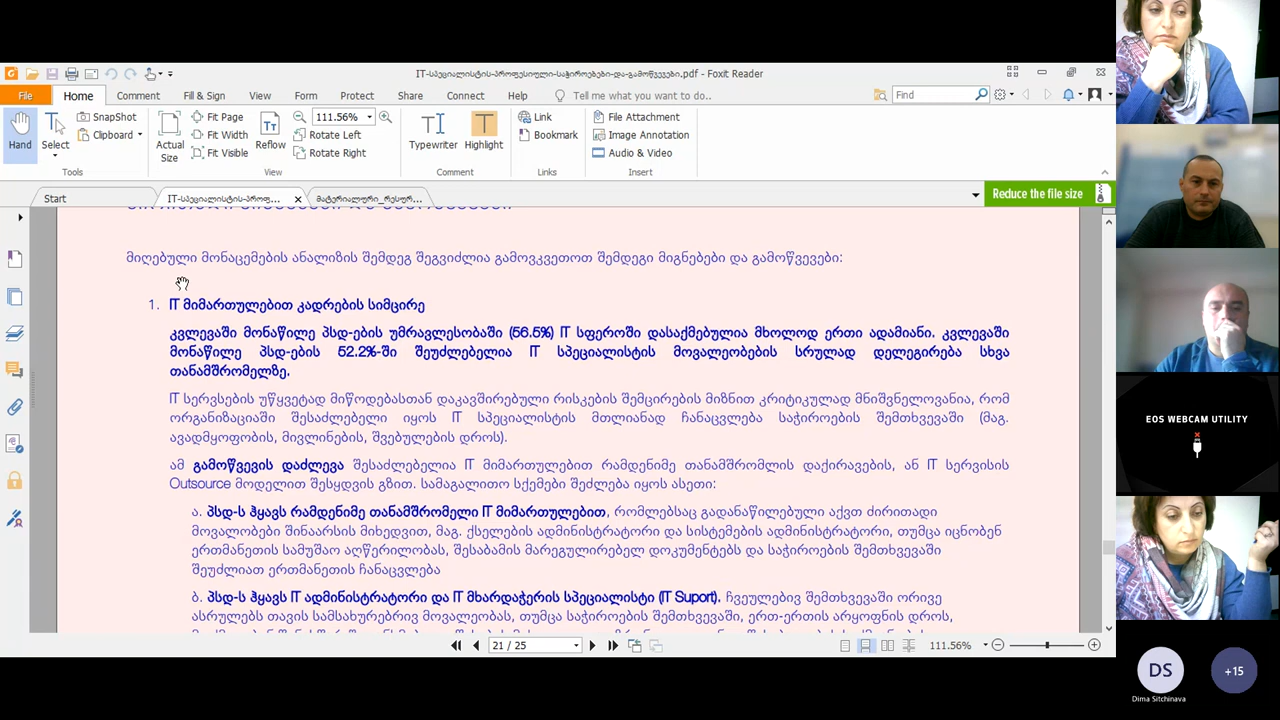 IT-სპეციალისტის-პროფესიული-საჭიროებები-და-გამოწვევები.pdf - Foxit Reader
File Home Comment Fill & Sign View Form Protect Share Connect Help Tell me what you want to do.. Find
SnapShot Fit Page 111.56% Link File Attachment
Clipboard Fit Width Rotate Left Bookmark Image Annotation
Hand Select Actual Size Fit Visible Reflow Rotate Right Typewriter Highlight Audio & Video
Tools View Comment Links Insert
Start IT-სპეციალისტის-პროფ... მატერიალური_რესურ... Reduce the file size
მიღებული მონაცემების ანალიზის შემდეგ შეგვიძლია გამოვკვეთოთ შემდეგი მიგნებები და გამოწვევები:
1. IT მიმართულებით კადრების სიმცირე
კვლევაში მონაწილე პსდ-ების უმრავლესობაში (56.5%) IT სფეროში დასაქმებულია მხოლოდ ერთი ადამიანი. კვლევაში
მონაწილე პსდ-ების 52.2%-ში შეუძლებელია IT სპეციალისტის მოვალეობების სრულად დელეგირება სხვა
თანამშრომელზე.
IT სერვსების უწყვეტად მიწოდებასთან დაკავშირებული რისკების შემცირების მიზნით კრიტიკულად მნიშვნელოვანია, რომ
ორგანიზაციაში შესაძლებელი იყოს IT სპეციალისტის მთლიანად ჩანაცვლება საჭიროების შემთხვევაში (მაგ.
ავადმყოფობის, მივლინების, შვებულების დროს).
ამ გამოწვევის დაძლევა შესაძლებელია IT მიმართულებით რამდენიმე თანამშრომლის დაქირავების, ან IT სერვისის
Outsource მოდელით შესყდვის გზით. სამაგალითო სქემები შეძლება იყოს ასეთი:
a. პსდ-ს ჰყავს რამდენიმე თანამშრომელი IT მიმართულებით, რომლებსაც გადანაწილებული აქვთ ძირითადი
მოვალობები შინაარსის მიხედვით, მაგ. ქსელების ადმინისტრატორი და სისტემების ადმინისტრატორი, თუმცა იცნობენ
ერთმანეთის სამუშაო აღწერილობას, შესაბამის მარეგულირებელ დოკუმენტებს და საჭიროების შემთხვევაში
შეუძლიათ ერთმანეთის ჩანაცვლება
b. პსდ-ს ჰყავს IT ადმინისტრატორი და IT მხარდაჭერის სპეციალისტი (IT Suport). ჩვეულებივ შემთხვევაში ორივე
ასრულებს თავის სამსახურებრივ მოვალეობას, თუმცა საჭიროების შემთხვევაში, ერთ-ერთის არყოფნის დროს,
21 / 25 111.56%
EOS WEBCAM UTILITY
DS +15
Dima Sitchinava